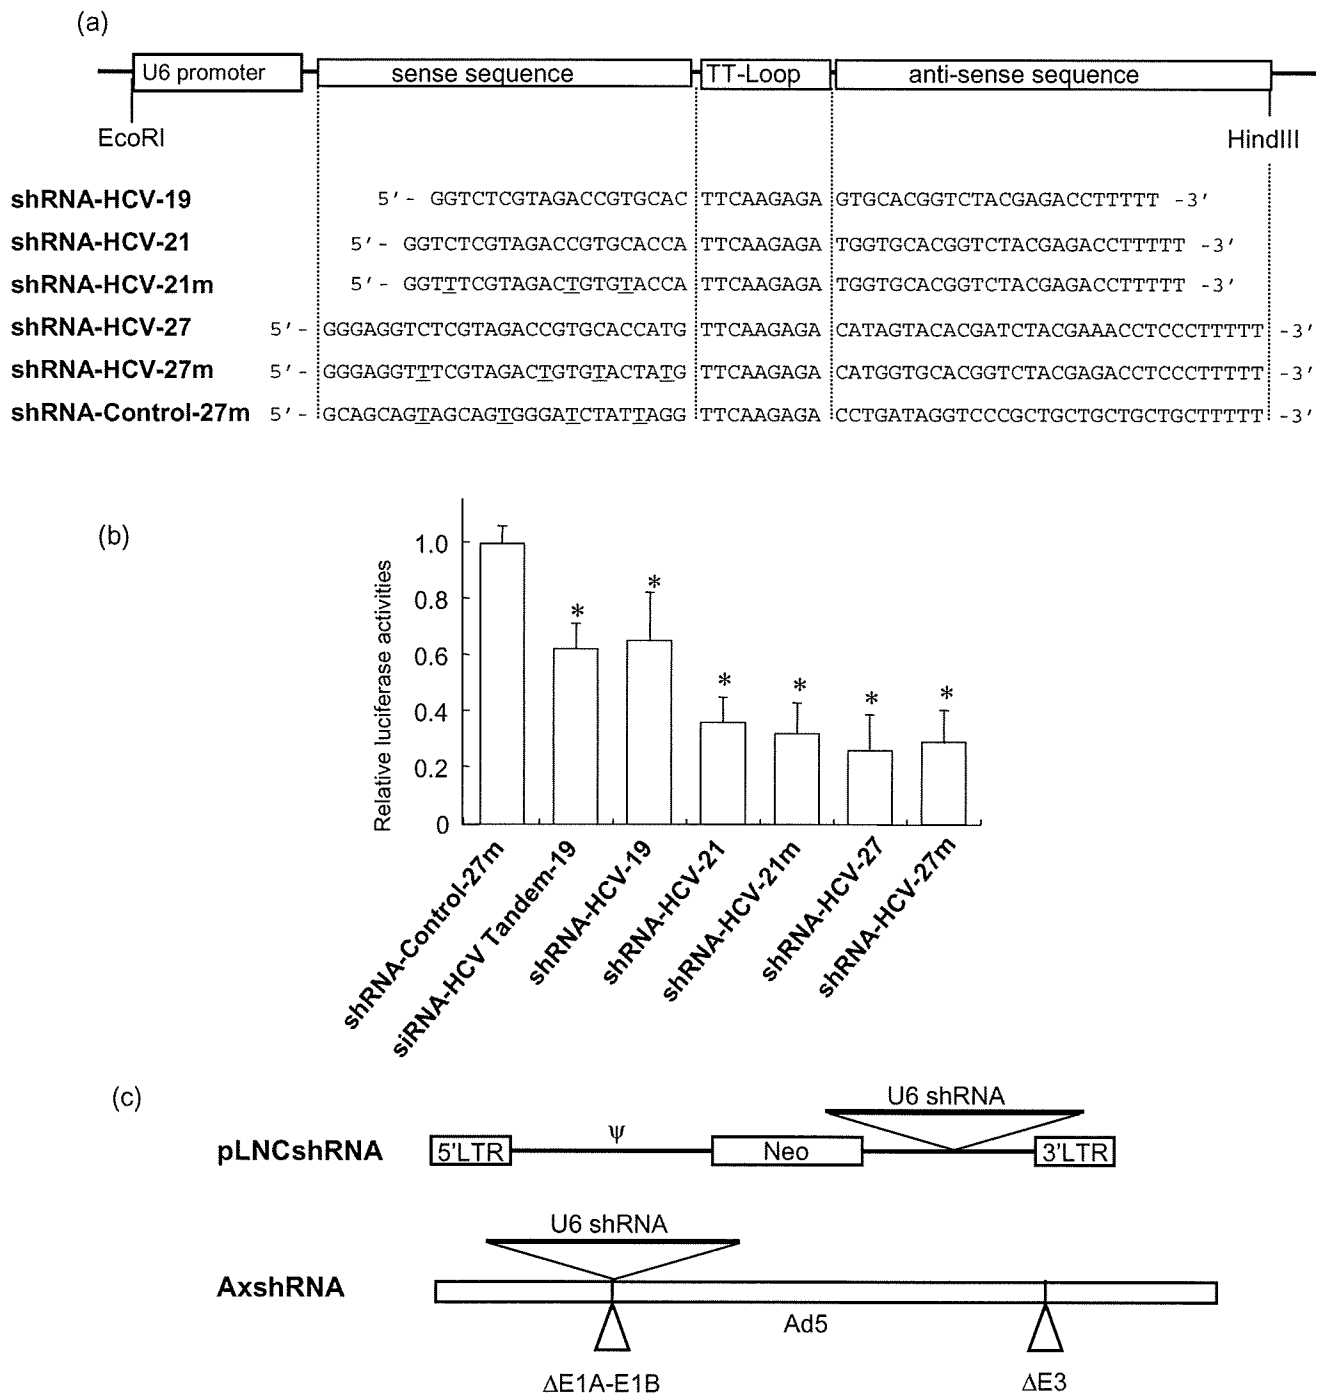 (a)
U6 promoter sense sequence TT-Loop anti-sense sequence
EcoRI HindIII
shRNA-HCV-19 5'- GGTCTCGTAGACCGTGCAC TTCAAGAGA GTGCACGGTCTACGAGACCTTTTT -3'
shRNA-HCV-21 5'- GGTCTCGTAGACCGTGCACCA TTCAAGAGA TGGTGCACGGTCTACGAGACCTTTTT -3'
shRNA-HCV-21m 5'- GGTTTCGTAGACTGTGTACCA TTCAAGAGA TGGTGCACGGTCTACGAGACCTTTTT -3'
shRNA-HCV-27 5'- GGGAGGTCTCGTAGACCGTGCACCATG TTCAAGAGA CATAGTACACGATCTACGAAACCTCCCTTTTT -3'
shRNA-HCV-27m 5'- GGGAGGTTTCGTAGACTGTGTACTATG TTCAAGAGA CATGGTGCACGGTCTACGAGACCTCCCTTTTT -3'
shRNA-Control-27m 5'- GCAGCAGTAGCAGTGGGATCTATTAGG TTCAAGAGA CCTGATAGGTCCCGCTGCTGCTGCTGCTTTTT -3'
(b)
Relative luciferase activities
1.0
0.8
0.6
0.4
0.2
0
* * * * * *
shRNA-Control-27m
siRNA-HCV Tandem-19
shRNA-HCV-19
shRNA-HCV-21
shRNA-HCV-21m
shRNA-HCV-27
shRNA-HCV-27m
(c)
U6 shRNA
pLNCshRNA 5'LTR ψ Neo 3'LTR
U6 shRNA
AxshRNA
Ad5
ΔE1A-E1B ΔE3